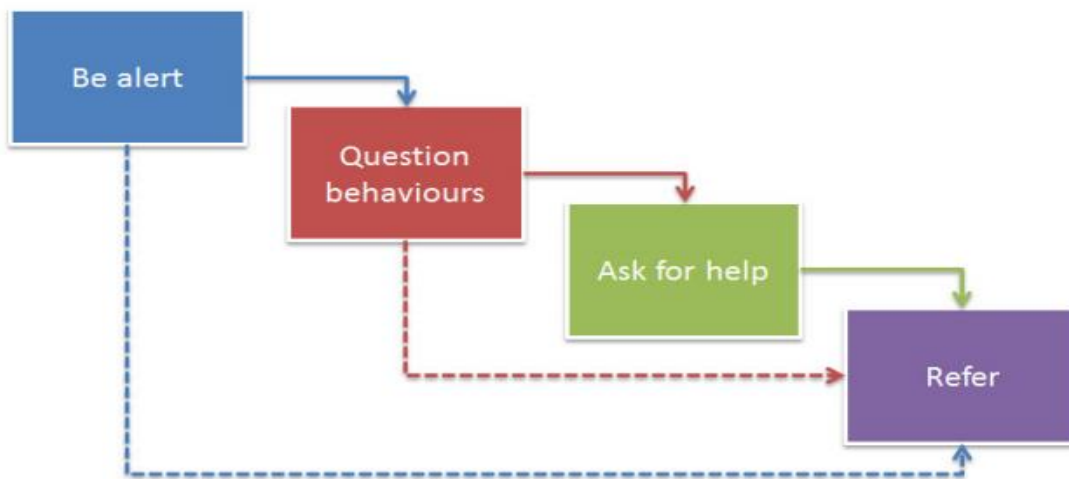 Be alert
Question
behaviours
Ask for help
Refer